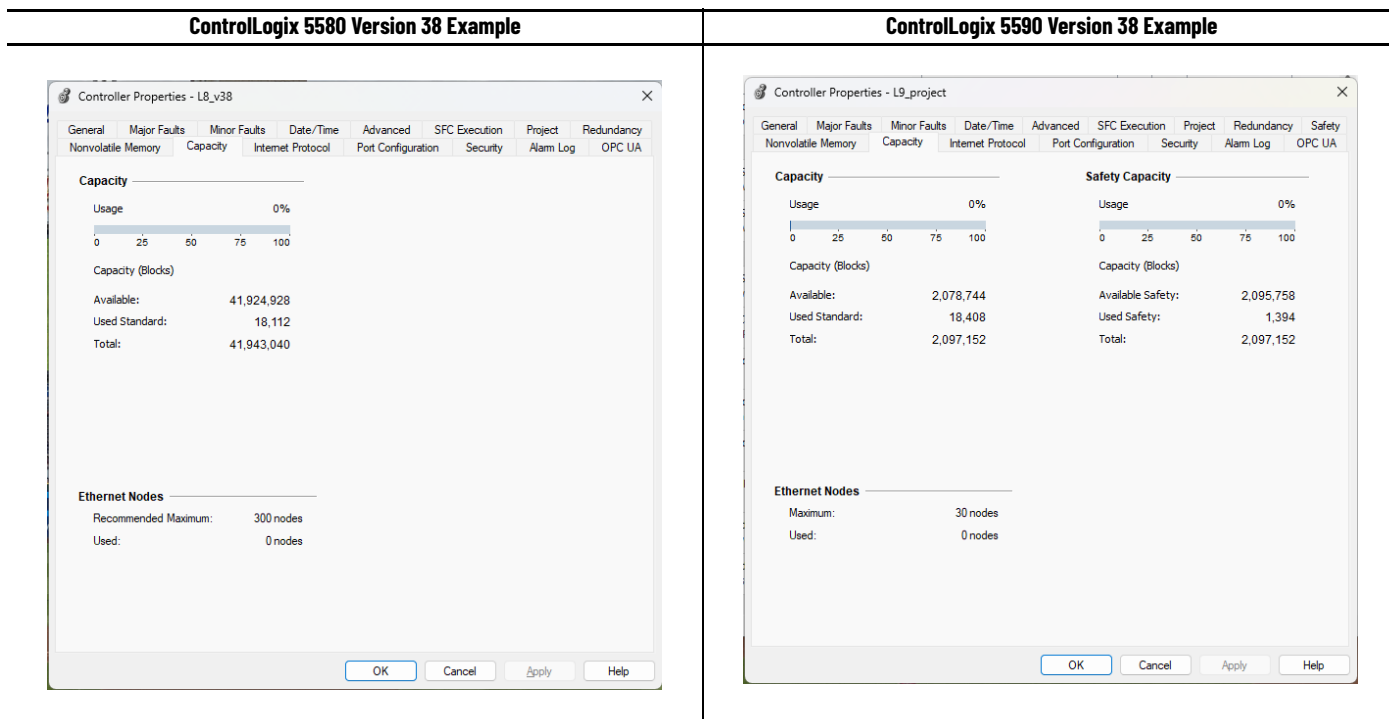 ControlLogix 5580 Version 38 Example
Controller Properties - L8_v38
General Major Faults Minor Faults Date/Time Advanced SFC Execution Project Redundancy
Nonvolatile Memory Capacity Internet Protocol Port Configuration Security Alarm Log OPC UA
Capacity
Usage 0%
0 25 50 75 100
Capacity (Blocks)
Available: 41,924,928
Used Standard: 18,112
Total: 41,943,040
Ethernet Nodes
Recommended Maximum: 300 nodes
Used: 0 nodes
OK Cancel Apply Help
ControlLogix 5590 Version 38 Example
Controller Properties - L9_project
General Major Faults Minor Faults Date/Time Advanced SFC Execution Project Redundancy Safety
Nonvolatile Memory Capacity Internet Protocol Port Configuration Security Alarm Log OPC UA
Capacity
Usage 0%
0 25 50 75 100
Capacity (Blocks)
Available: 2,078,744
Used Standard: 18,408
Total: 2,097,152
Safety Capacity
Usage 0%
0 25 50 75 100
Capacity (Blocks)
Available Safety: 2,095,758
Used Safety: 1,394
Total: 2,097,152
Ethernet Nodes
Maximum: 30 nodes
Used: 0 nodes
OK Cancel Apply Help